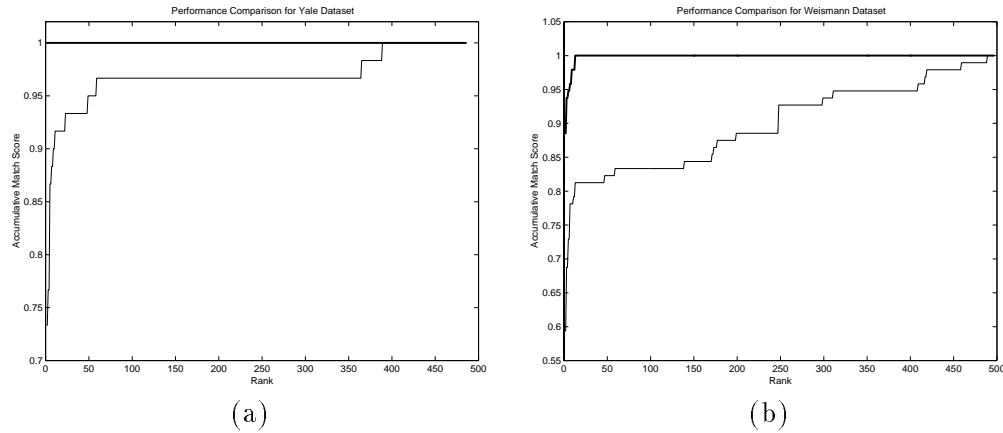 Performance Comparison for Yale Dataset
1
0.95
0.9
0.85
0.8
0.75
0.7
Accumulative Match Score
0 50 100 150 200 250 300 350 400 450 500
Rank
(a)
Performance Comparison for Weismann Dataset
1.05
1
0.95
0.9
0.85
0.8
0.75
0.7
0.65
0.6
0.55
Accumulative Match Score
0 50 100 150 200 250 300 350 400 450 500
Rank
(b)